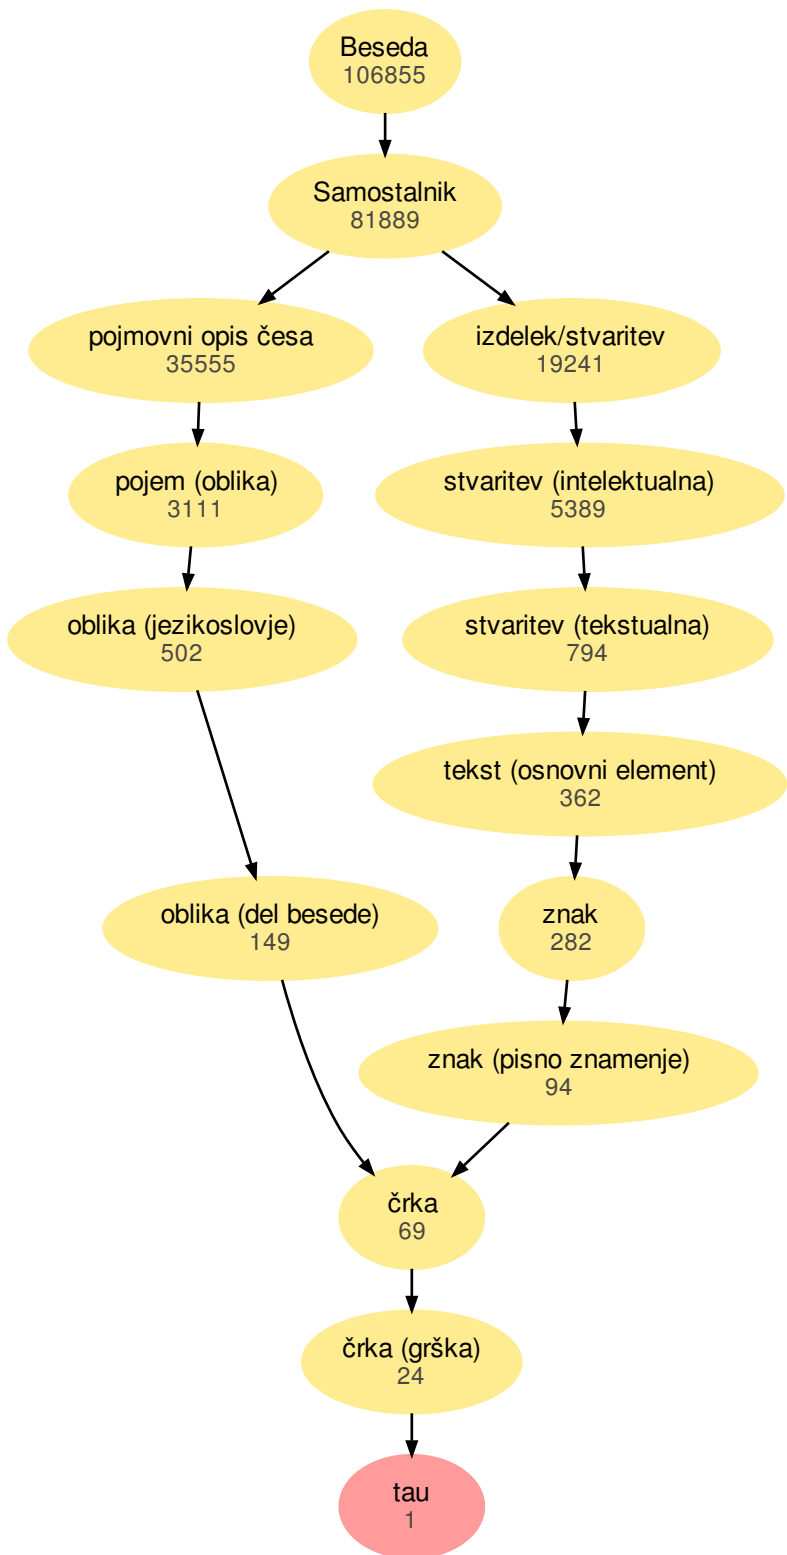 Beseda
106855
Samostalnik
81889
pojmovni opis česa
35555
izdelek/stvaritev
19241
pojem (oblika)
3111
stvaritev (intelektualna)
5389
oblika (jezikoslovje)
502
stvaritev (tekstualna)
794
tekst (osnovni element)
362
oblika (del besede)
149
znak
282
znak (pisno znamenje)
94
črka
69
črka (grška)
24
tau
1